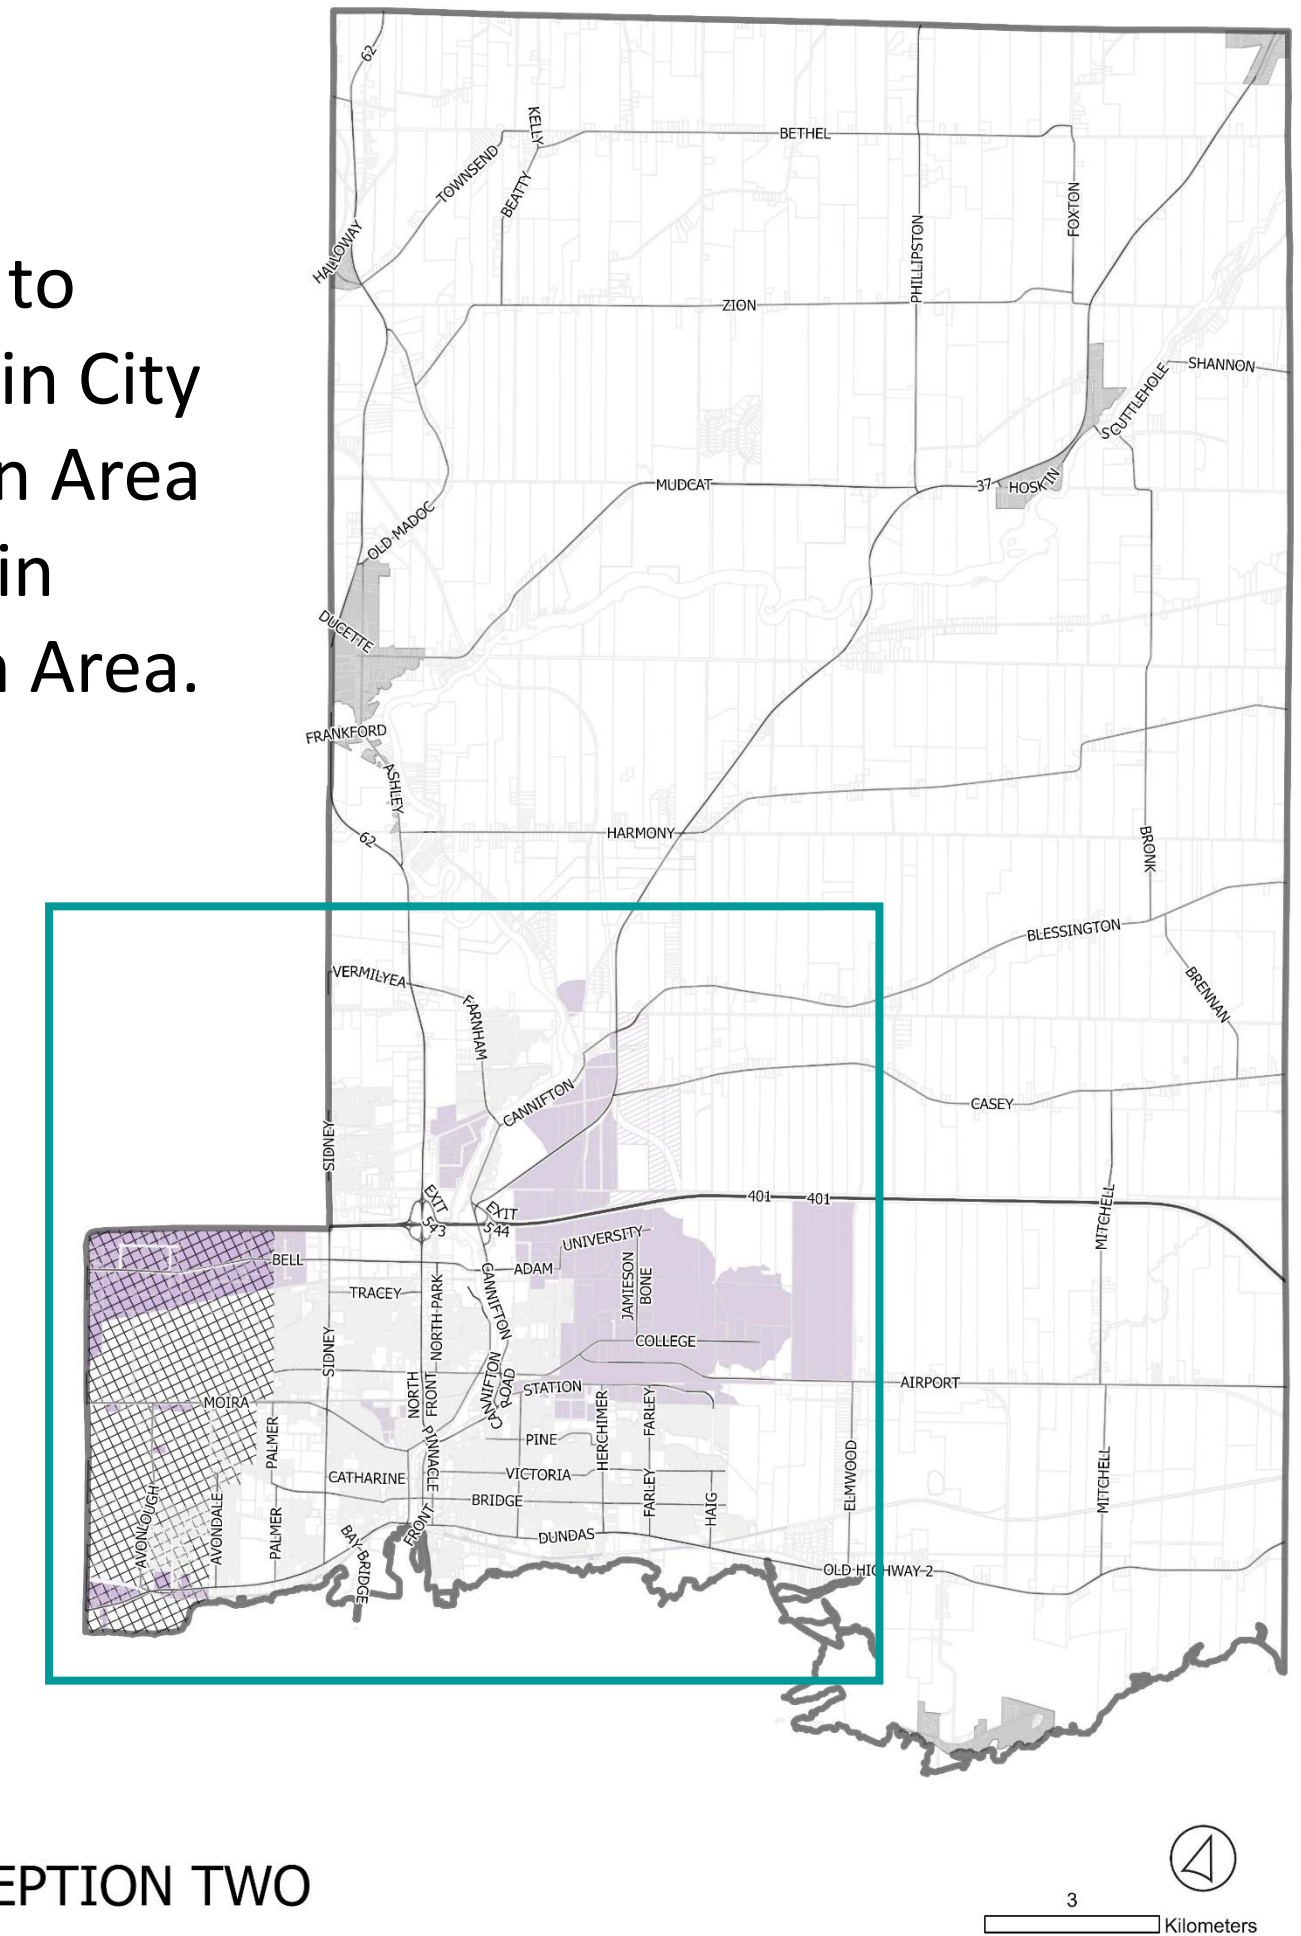 to
in City
n Area
in
n Area.
62
KELLY
BETHEL
TOWNSEND
BEATTY
FOXTON
HALLOWAY
PHILLIPSTON
ZION
SHANNON
SCUTTLEHOLE
MUDCAT
37
HOSKIN
OLD MADOC
DUCETTE
FRANKFORD
ASHLEY
62
HARMONY
BRONK
BLESSINGTON
VERMILYEA
BRENNAN
FARNHAM
CANNIFTON
CASEY
SIDNEY
401
401
EXIT
543
EXIT
544
MITCHELL
UNIVERSITY
BELL
ADAM
TRACEY
NORTH-PARK
CANNIFTON
JAMIESON
BONE
SIDNEY
COLLEGE
AIRPORT
STATION
CANNIFTON
ROAD
NORTH
FRONT
MOIRA
PALMER
HERCHIMER
FARLEY
PINE
PINNACLE
CATHARINE
VICTORIA
ELMWOOD
MITCHELL
BRIDGE
FARLEY
HAIG
AVONLOUGH
AVONDALE
PALMER
FRONT
BAY-BRIDGE
DUNDAS
OLD HIGHWAY 2
EPTION TWO
3
Kilometers